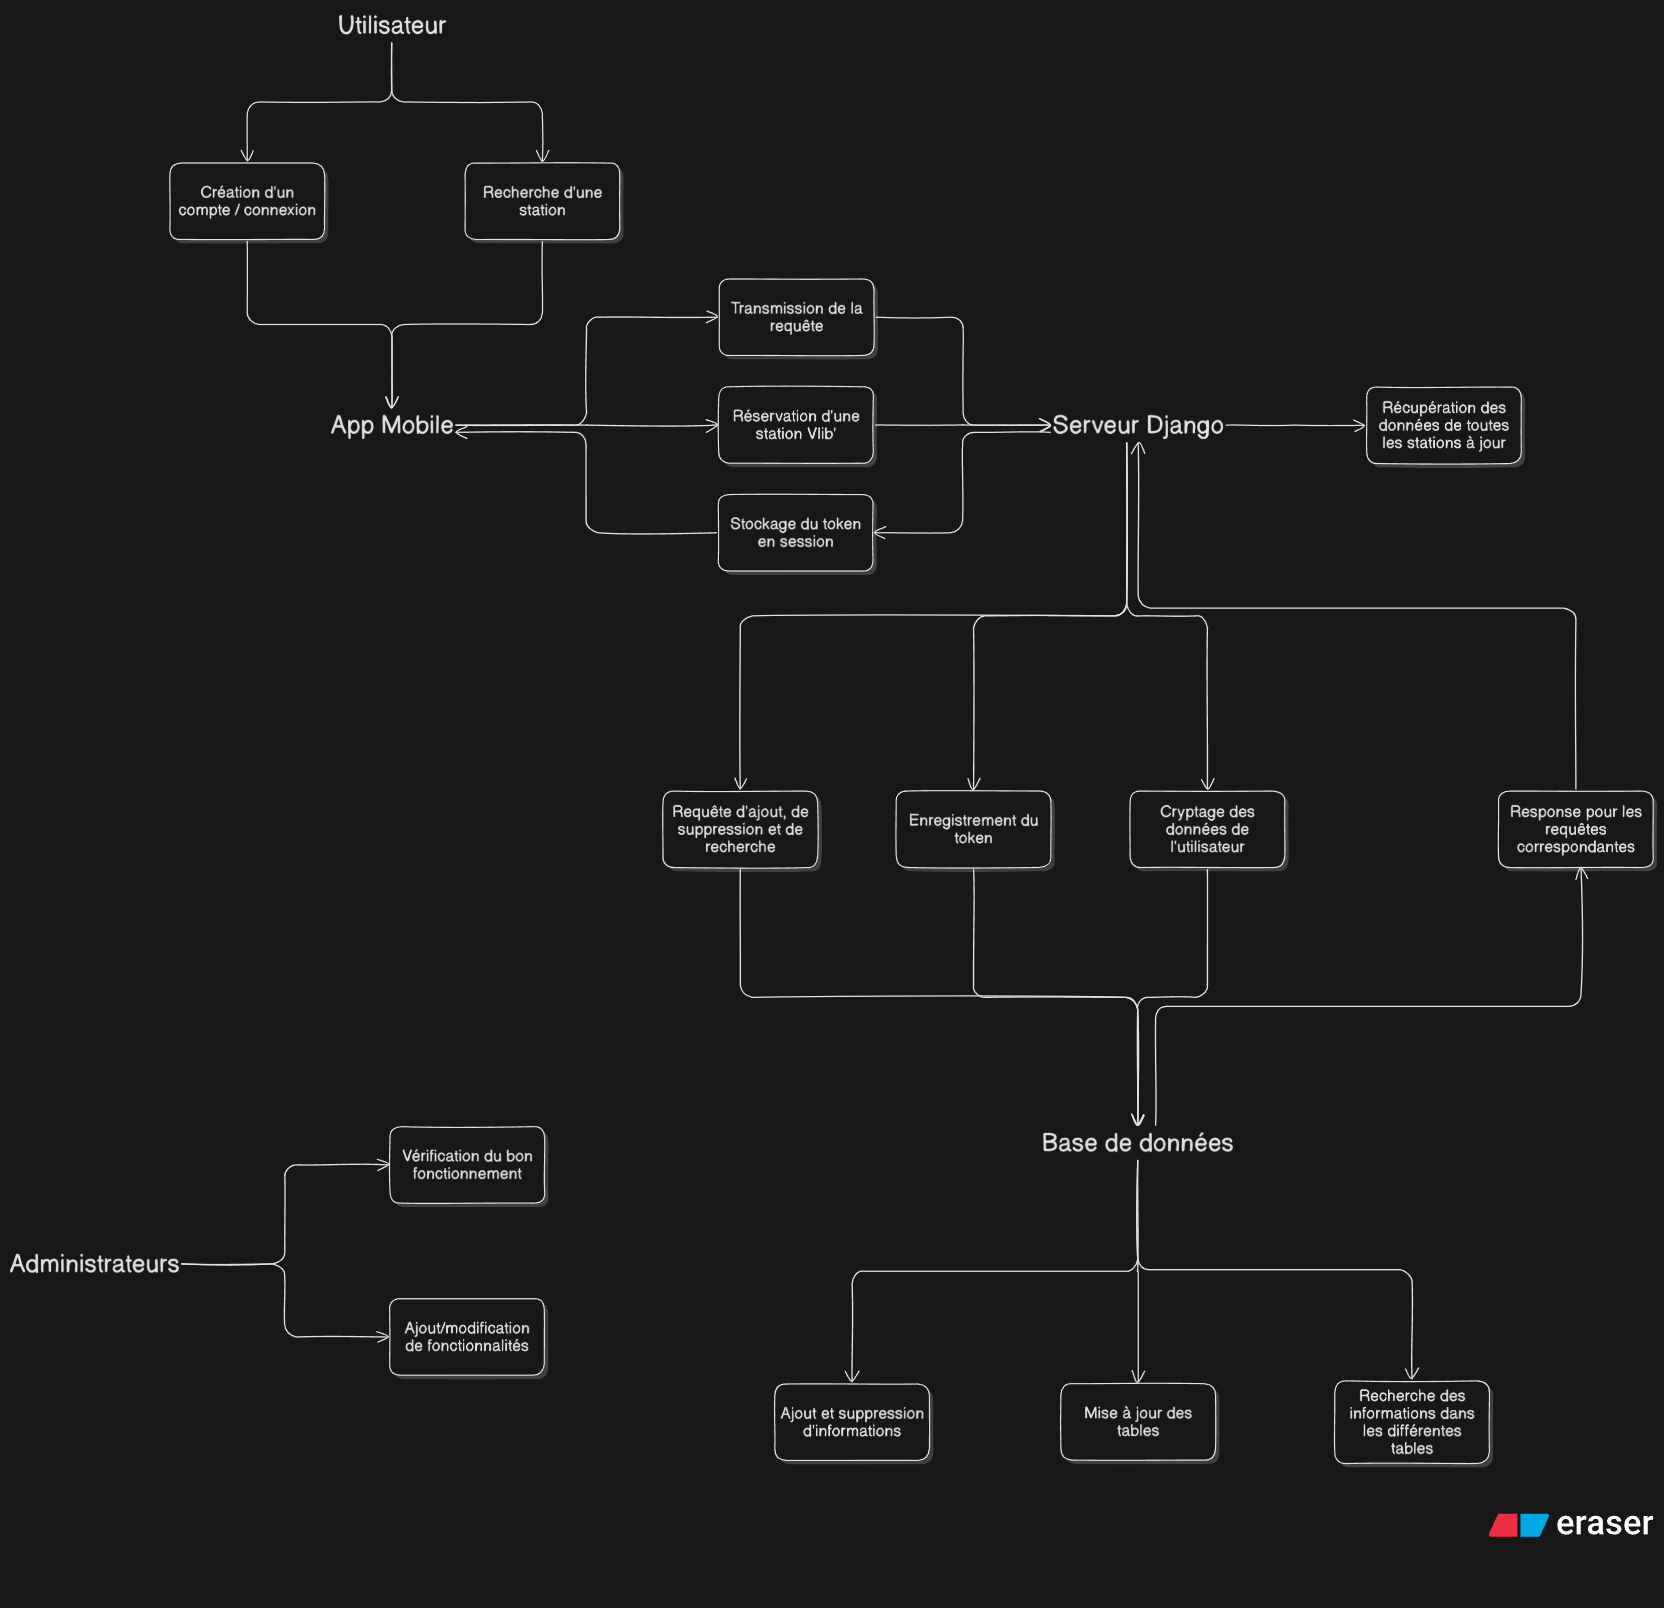 Utilisateur
Création d'un
compte / connexion
Recherche d'une
station
Transmission de la
requête
App Mobile
Réservation d'une
station Vlib'
Serveur Django
Récupération des
données de toutes
les stations à jour
Stockage du token
en session
Requête d'ajout, de
suppression et de
recherche
Enregistrement du
token
Cryptage des
données de
l'utilisateur
Response pour les
requêtes
correspondantes
Base de données
Vérification du bon
fonctionnement
Administrateurs
Ajout/modification
de fonctionnalités
Ajout et suppression
d'informations
Mise à jour des
tables
Recherche des
informations dans
les différentes
tables
eraser